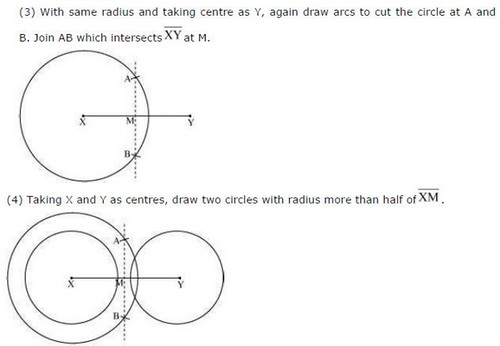 (3) With same radius and taking centre as Y, again draw arcs to cut the circle at A and
B. Join AB which intersects XY at M.
A
X M Y
B
(4) Taking X and Y as centres, draw two circles with radius more than half of XM .
A
X M Y
B